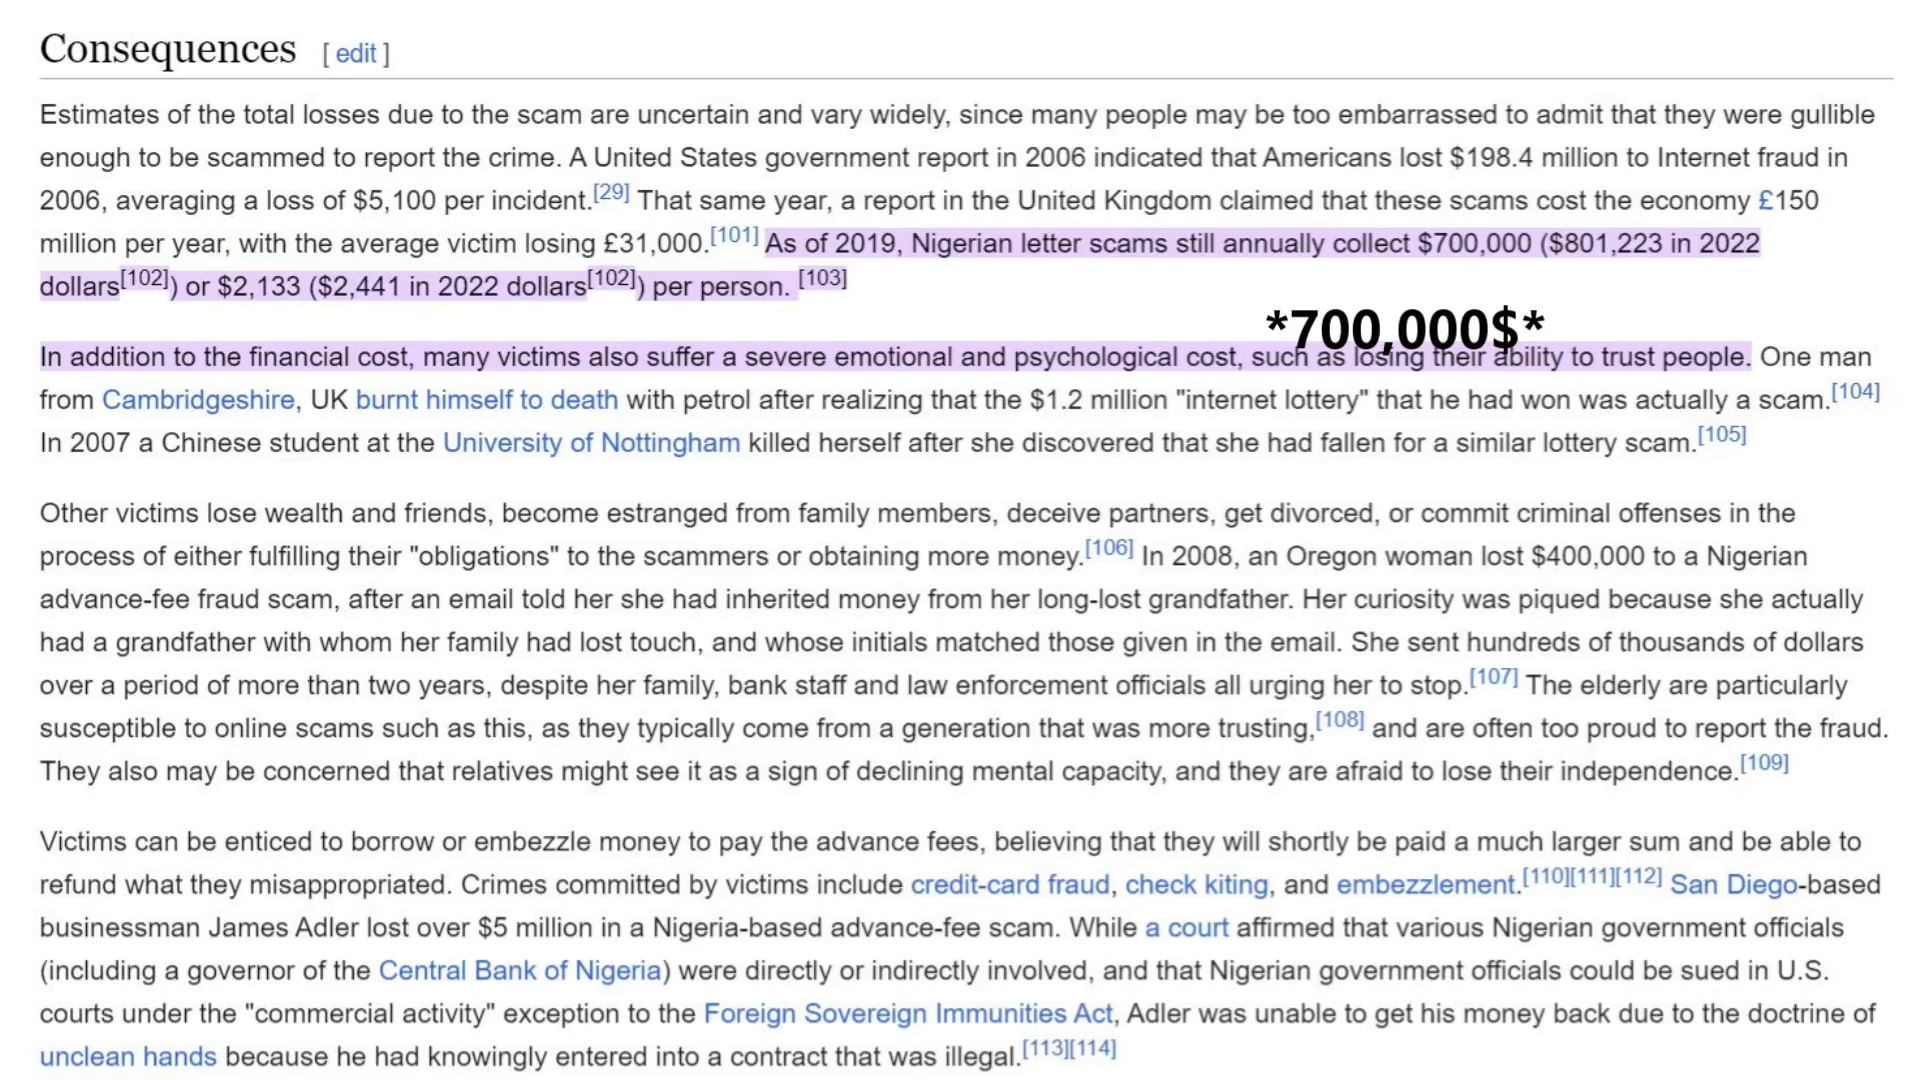 Consequences [ edit ]
Estimates of the total losses due to the scam are uncertain and vary widely, since many people may be too embarrassed to admit that they were gullible
enough to be scammed to report the crime. A United States government report in 2006 indicated that Americans lost $198.4 million to Internet fraud in
2006, averaging a loss of $5,100 per incident.[29] That same year, a report in the United Kingdom claimed that these scams cost the economy £150
million per year, with the average victim losing £31,000.[101] As of 2019, Nigerian letter scams still annually collect $700,000 ($801,223 in 2022
dollars[102]) or $2,133 ($2,441 in 2022 dollars[102]) per person. [103]
*700,000$*
In addition to the financial cost, many victims also suffer a severe emotional and psychological cost, such as losing their ability to trust people. One man
from Cambridgeshire, UK burnt himself to death with petrol after realizing that the $1.2 million "internet lottery" that he had won was actually a scam.[104]
In 2007 a Chinese student at the University of Nottingham killed herself after she discovered that she had fallen for a similar lottery scam.[105]
Other victims lose wealth and friends, become estranged from family members, deceive partners, get divorced, or commit criminal offenses in the
process of either fulfilling their "obligations" to the scammers or obtaining more money.[106] In 2008, an Oregon woman lost $400,000 to a Nigerian
advance-fee fraud scam, after an email told her she had inherited money from her long-lost grandfather. Her curiosity was piqued because she actually
had a grandfather with whom her family had lost touch, and whose initials matched those given in the email. She sent hundreds of thousands of dollars
over a period of more than two years, despite her family, bank staff and law enforcement officials all urging her to stop.[107] The elderly are particularly
susceptible to online scams such as this, as they typically come from a generation that was more trusting,[108] and are often too proud to report the fraud.
They also may be concerned that relatives might see it as a sign of declining mental capacity, and they are afraid to lose their independence.[109]
Victims can be enticed to borrow or embezzle money to pay the advance fees, believing that they will shortly be paid a much larger sum and be able to
refund what they misappropriated. Crimes committed by victims include credit-card fraud, check kiting, and embezzlement.[110][111][112] San Diego-based
businessman James Adler lost over $5 million in a Nigeria-based advance-fee scam. While a court affirmed that various Nigerian government officials
(including a governor of the Central Bank of Nigeria) were directly or indirectly involved, and that Nigerian government officials could be sued in U.S.
courts under the "commercial activity" exception to the Foreign Sovereign Immunities Act, Adler was unable to get his money back due to the doctrine of
unclean hands because he had knowingly entered into a contract that was illegal.[113][114]